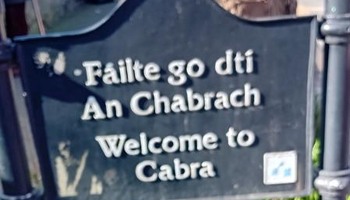 Fáilte go dtí
An Chabrach
Welcome to
Cabra